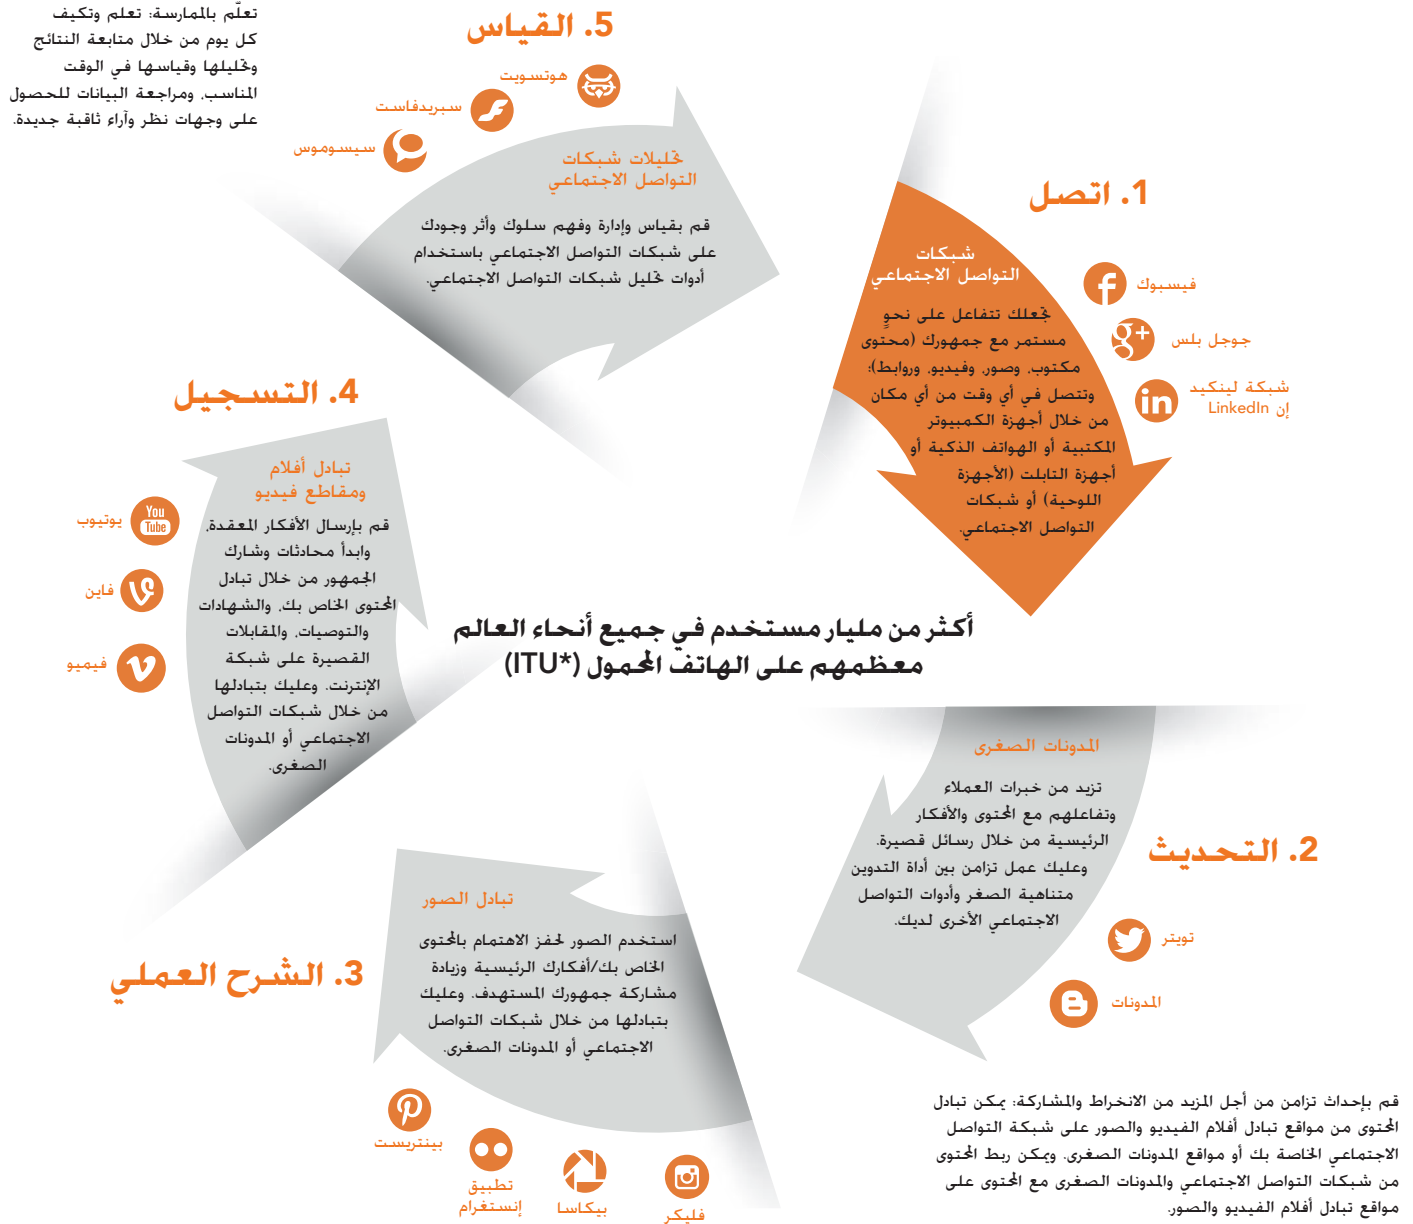 1. اتصل
شبكات
التواصل الاجتماعي
تجعلك تتفاعل على نحوٍ
مستمر مع جمهورك (محتوى
مكتوب، وصور، وفيديو، وروابط)؛
وتتصل في أي وقت من أي مكان
من خلال أجهزة الكمبيوتر
المكتبية أو الهواتف الذكية أو
أجهزة التابلت (الأجهزة
اللوحية) أو شبكات
التواصل الاجتماعي.
فيسبوك
جوجل بلس
شبكة لينكيد
إن LinkedIn
2. التحديث
المدونات الصغرى
تزيد من خبرات العملاء
وتفاعلهم مع المحتوى والأفكار
الرئيسية من خلال رسائل قصيرة.
وعليك عمل تزامن بين أداة التدوين
متناهية الصغر وأدوات التواصل
الاجتماعي الأخرى لديك.
تويتر
المدونات
3. الشرح العملي
تبادل الصور
استخدم الصور لحفز الاهتمام بالمحتوى
الخاص بك/أفكارك الرئيسية وزيادة
مشاركة جمهورك المستهدف. وعليك
بتبادلها من خلال شبكات التواصل
الاجتماعي أو المدونات الصغرى.
بينتريست
تطبيق
إنستغرام
بيكاسا
فليكر
4. التسجيل
تبادل أفلام
ومقاطع فيديو
قم بإرسال الأفكار المعقدة،
وابدأ محادثات وشارك
الجمهور من خلال تبادل
المحتوى الخاص بك، والشهادات
والتوصيات، والمقابلات
القصيرة على شبكة
الإنترنت. وعليك بتبادلها
من خلال شبكات التواصل
الاجتماعي أو المدونات
الصغرى.
You
Tube
يوتيوب
فاين
فيميو
5. القياس
هوتسويت
سبريدفاست
سيسوموس
تحليلات شبكات
التواصل الاجتماعي
قم بقياس وإدارة وفهم سلوك وأثر وجودك
على شبكات التواصل الاجتماعي باستخدام
أدوات تحليل شبكات التواصل الاجتماعي.
تعلّم بالممارسة: تعلم وتكيف
كل يوم من خلال متابعة النتائج
وتحليلها وقياسها في الوقت
المناسب، ومراجعة البيانات للحصول
على وجهات نظر وآراء ثاقبة جديدة.
أكثر من مليار مستخدم في جميع أنحاء العالم
معظمهم على الهاتف المحمول (*ITU)
قم بإحداث تزامن من أجل المزيد من الانخراط والمشاركة: يمكن تبادل
المحتوى من مواقع تبادل أفلام الفيديو والصور على شبكة التواصل
الاجتماعي الخاصة بك أو مواقع المدونات الصغرى. ويمكن ربط المحتوى
من شبكات التواصل الاجتماعي والمدونات الصغرى مع المحتوى على
مواقع تبادل أفلام الفيديو والصور.